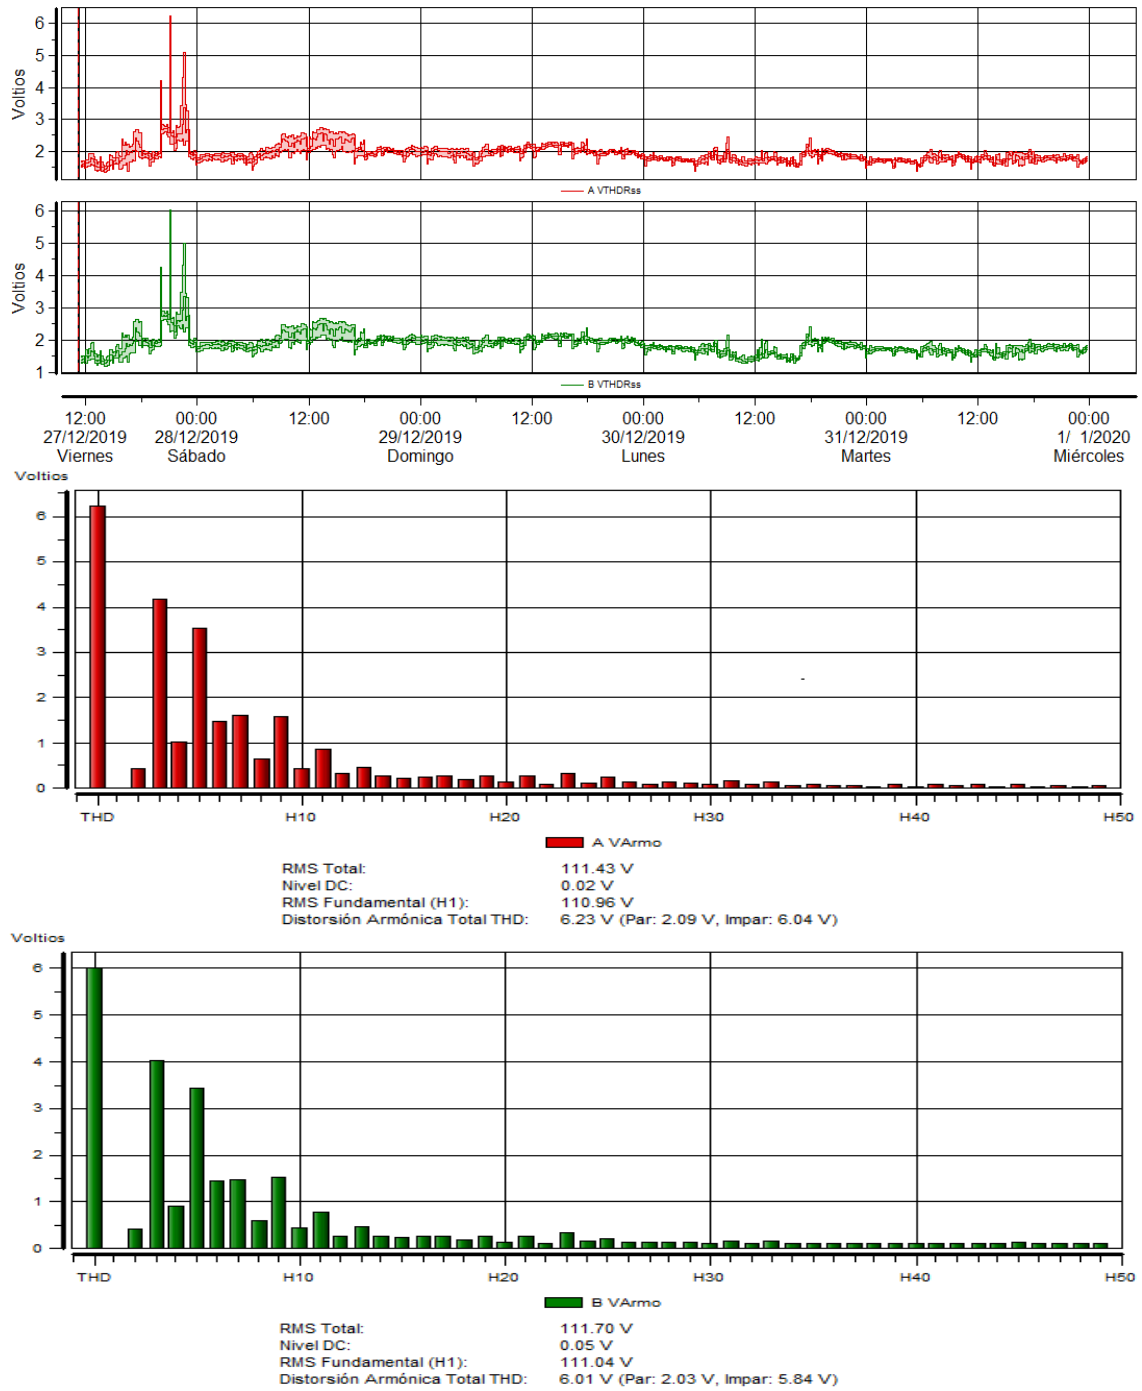 6
5
4
3
2
Voltios
A VTHDRss
6
5
4
3
2
1
Voltios
B VTHDRss
12:00 00:00 12:00 00:00 12:00 00:00 12:00 00:00 12:00 00:00
27/12/2019 28/12/2019 29/12/2019 30/12/2019 31/12/2019 1/ 1/2020
Viernes Sábado Domingo Lunes Martes Miércoles
Voltios
6
5
4
3
2
1
0
THD H10 H20 H30 H40 H50
A VArmo
RMS Total: 111.43 V
Nivel DC: 0.02 V
RMS Fundamental (H1): 110.96 V
Distorsión Armónica Total THD: 6.23 V (Par: 2.09 V, Impar: 6.04 V)
Voltios
6
5
4
3
2
1
0
THD H10 H20 H30 H40 H50
B VArmo
RMS Total: 111.70 V
Nivel DC: 0.05 V
RMS Fundamental (H1): 111.04 V
Distorsión Armónica Total THD: 6.01 V (Par: 2.03 V, Impar: 5.84 V)